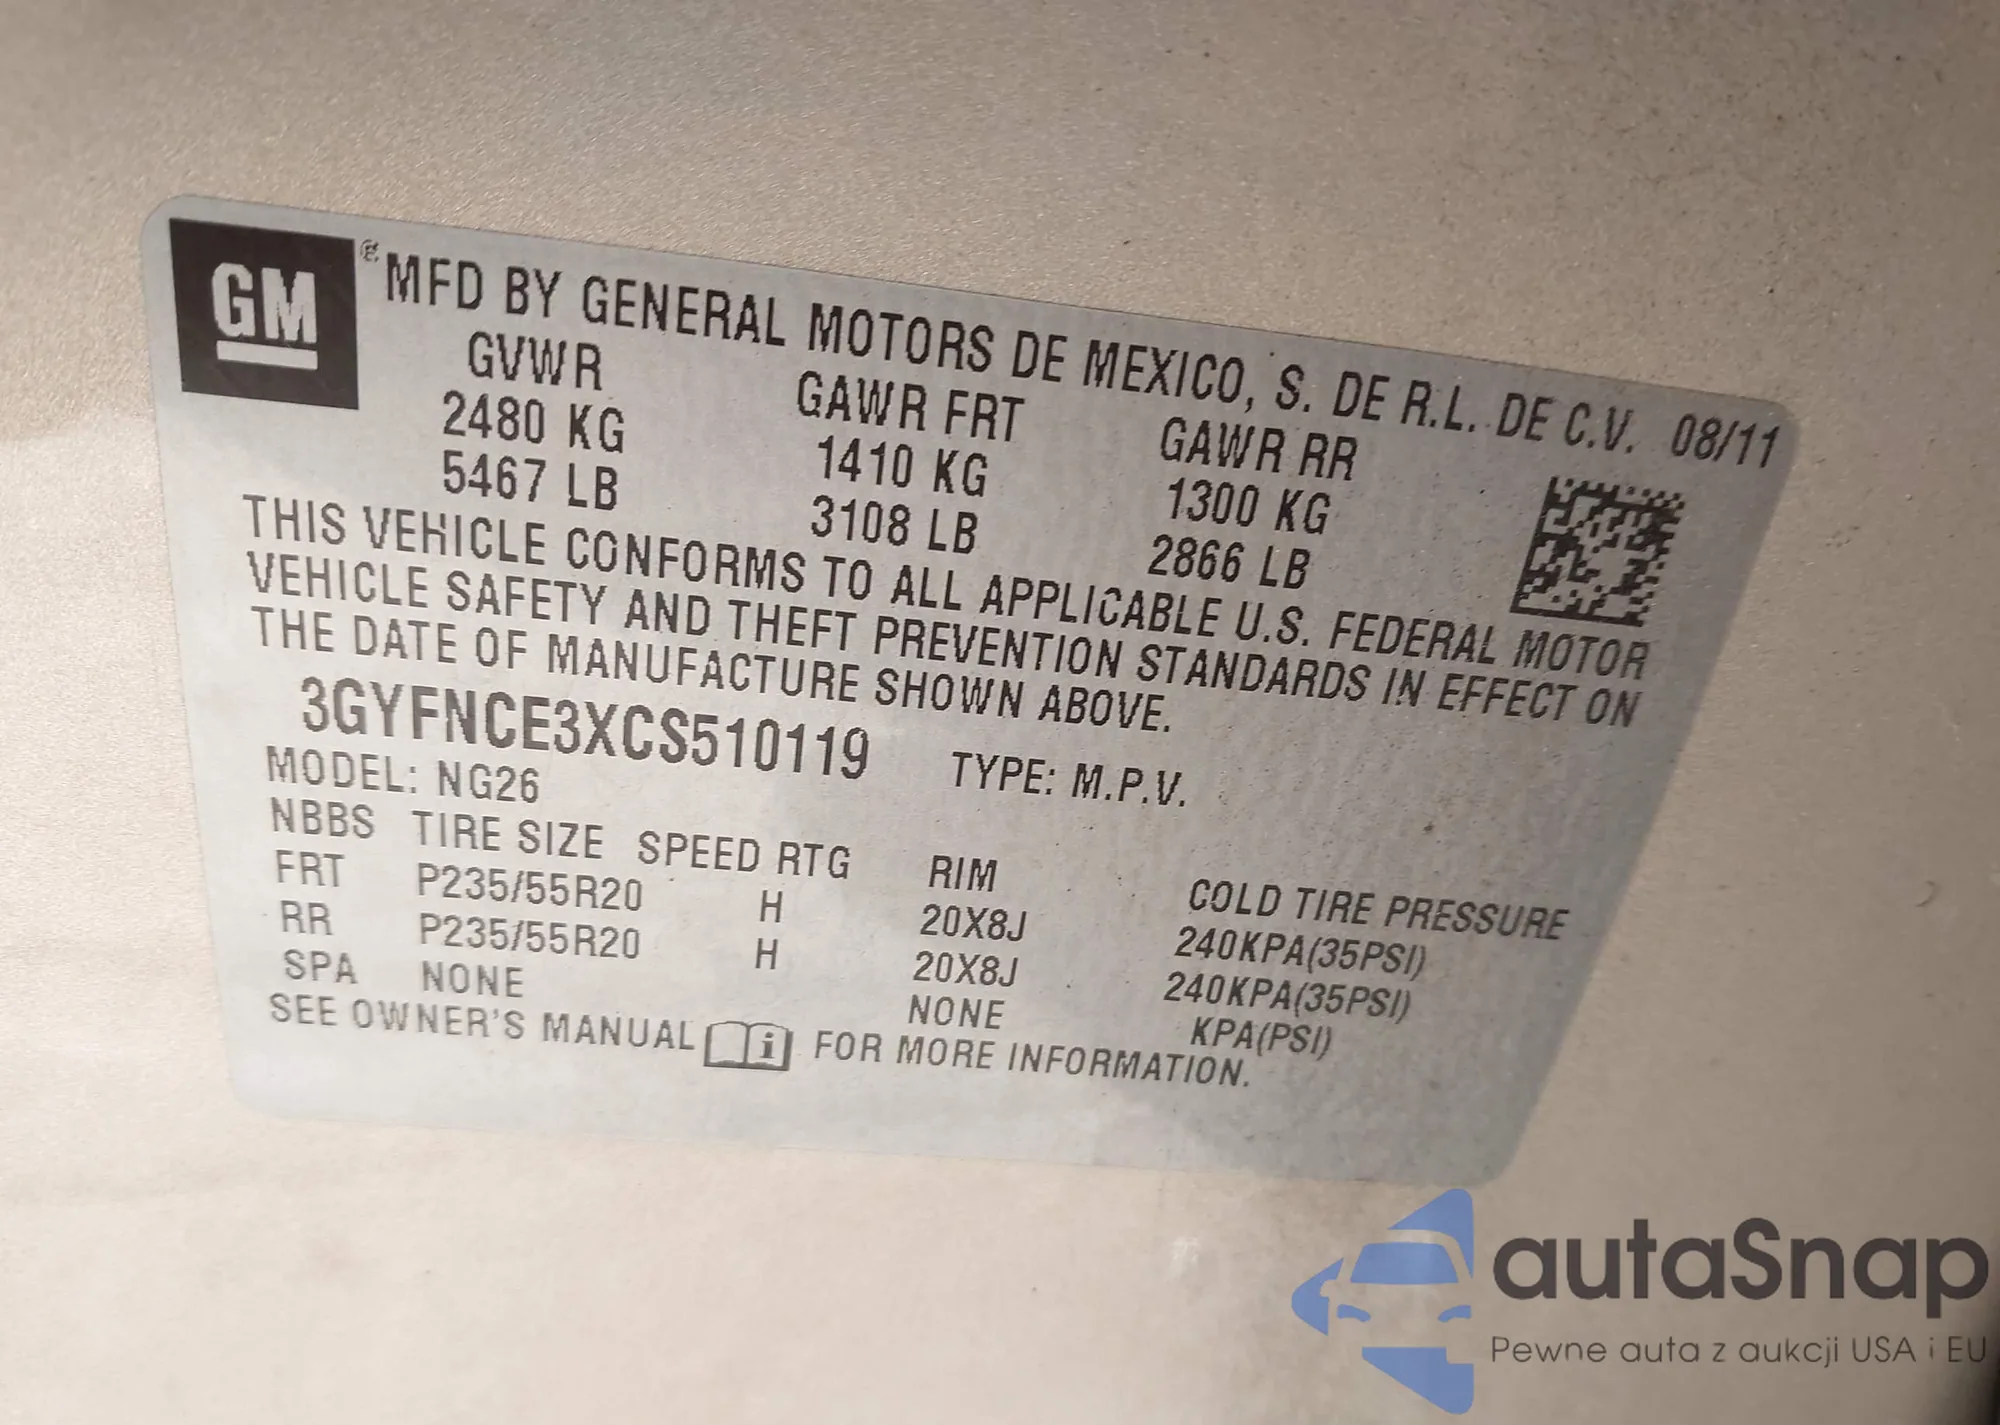 GM ® MFD BY GENERAL MOTORS DE MEXICO, S. DE R.L. DE C.V. 08/11
GVWR GAWR FRT GAWR RR
2480 KG 1410 KG 1300 KG
5467 LB 3108 LB 2866 LB
THIS VEHICLE CONFORMS TO ALL APPLICABLE U.S. FEDERAL MOTOR
VEHICLE SAFETY AND THEFT PREVENTION STANDARDS IN EFFECT ON
THE DATE OF MANUFACTURE SHOWN ABOVE.
3GYFNCE3XCS510119 TYPE: M.P.V.
MODEL: NG26
NBBS TIRE SIZE SPEED RTG RIM COLD TIRE PRESSURE
FRT P235/55R20 H 20X8J 240KPA(35PSI)
RR P235/55R20 H 20X8J 240KPA(35PSI)
SPA NONE NONE KPA(PSI)
SEE OWNER'S MANUAL i FOR MORE INFORMATION.
autaSnap
Pewne auta z aukcji USA i EU